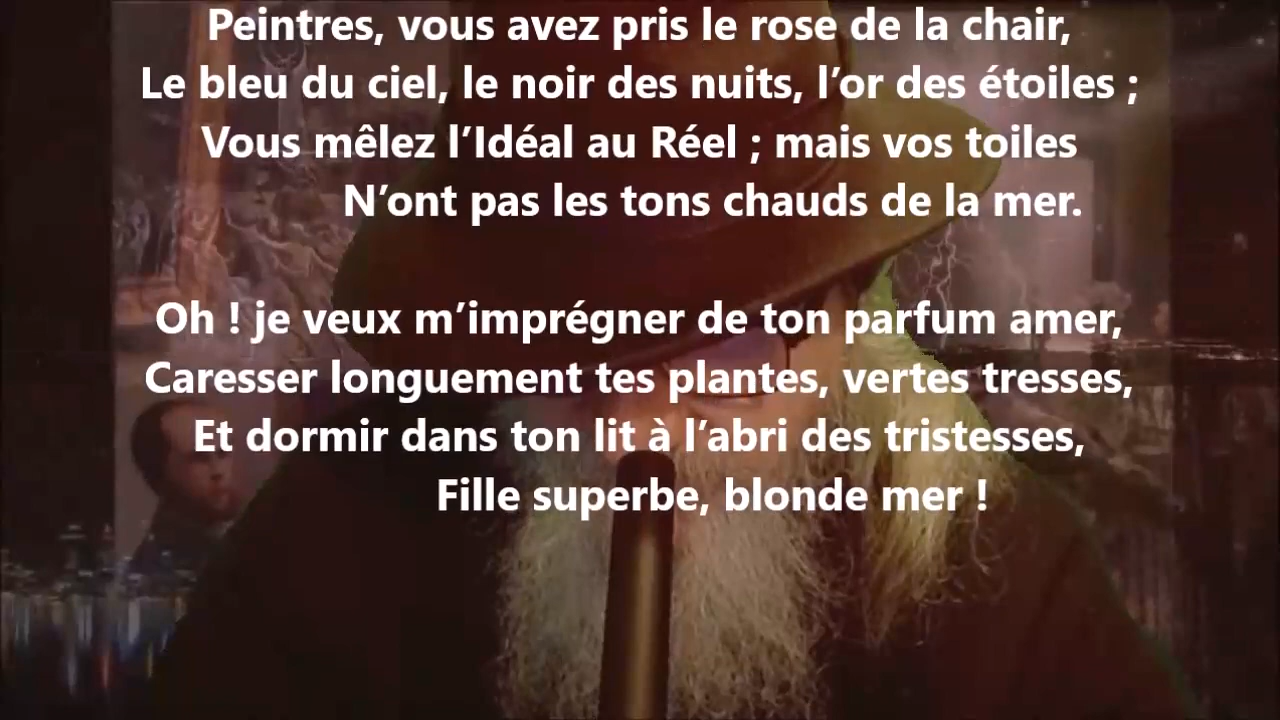 Peintres, vous avez pris le rose de la chair,
Le bleu du ciel, le noir des nuits, l’or des étoiles ;
Vous mêlez l’Idéal au Réel ; mais vos toiles
N’ont pas les tons chauds de la mer.
Oh ! je veux m’imprégner de ton parfum amer,
Caresser longuement tes plantes, vertes tresses,
Et dormir dans ton lit à l’abri des tristesses,
Fille superbe, blonde mer !